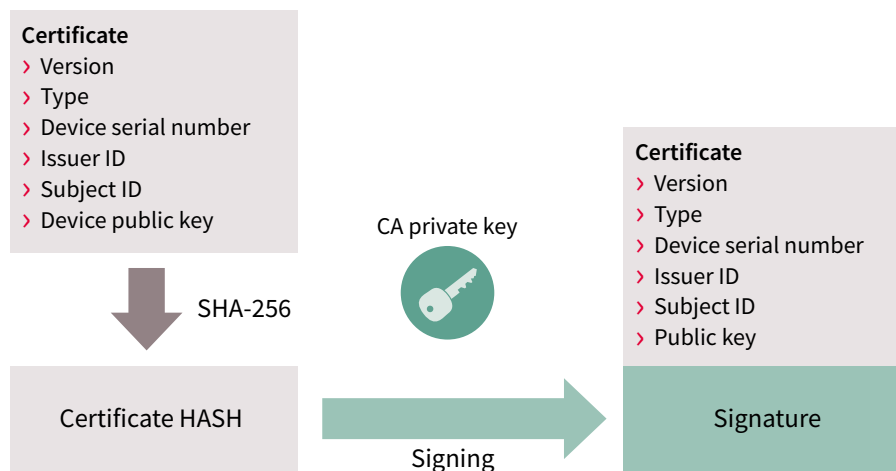 Certificate
› Version
› Type
› Device serial number
› Issuer ID
› Subject ID
› Device public key
SHA-256
Certificate HASH
CA private key
Signing
Certificate
› Version
› Type
› Device serial number
› Issuer ID
› Subject ID
› Public key
Signature